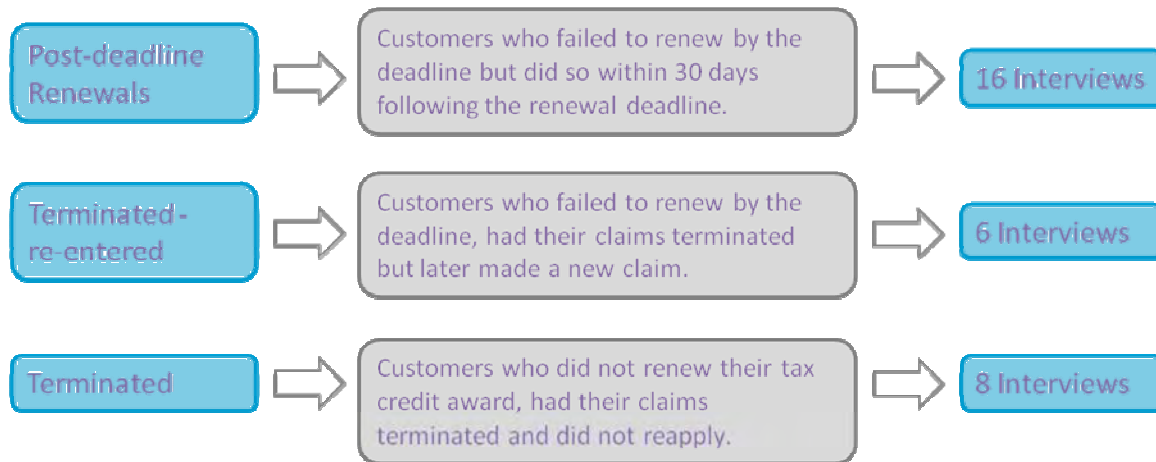 Post-deadline
Renewals
Customers who failed to renew by the
deadline but did so within 30 days
following the renewal deadline.
16 Interviews
Terminated -
re-entered
Customers who failed to renew by the
deadline, had their claims terminated
but later made a new claim.
6 Interviews
Terminated
Customers who did not renew their tax
credit award, had their claims
terminated and did not reapply.
8 Interviews